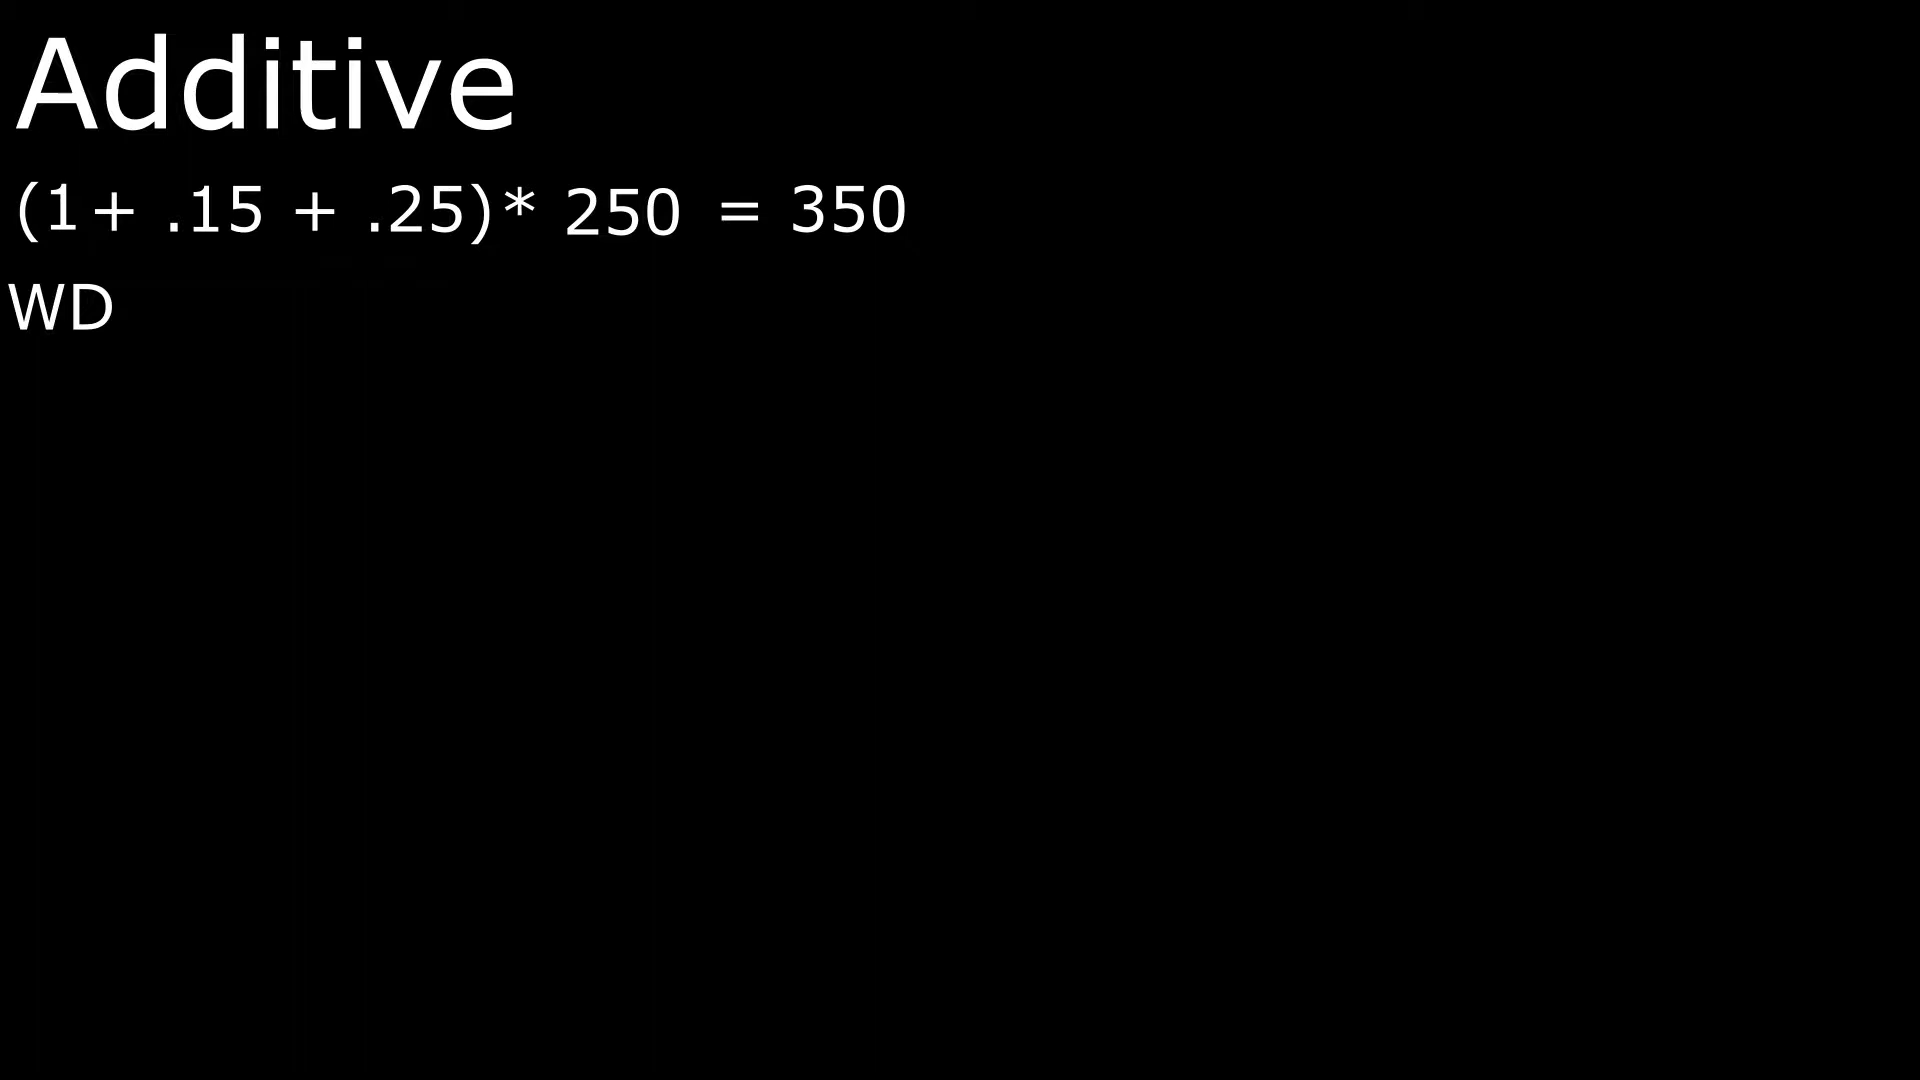 Additive
(1 + .15 + .25) * 250 = 350
WD